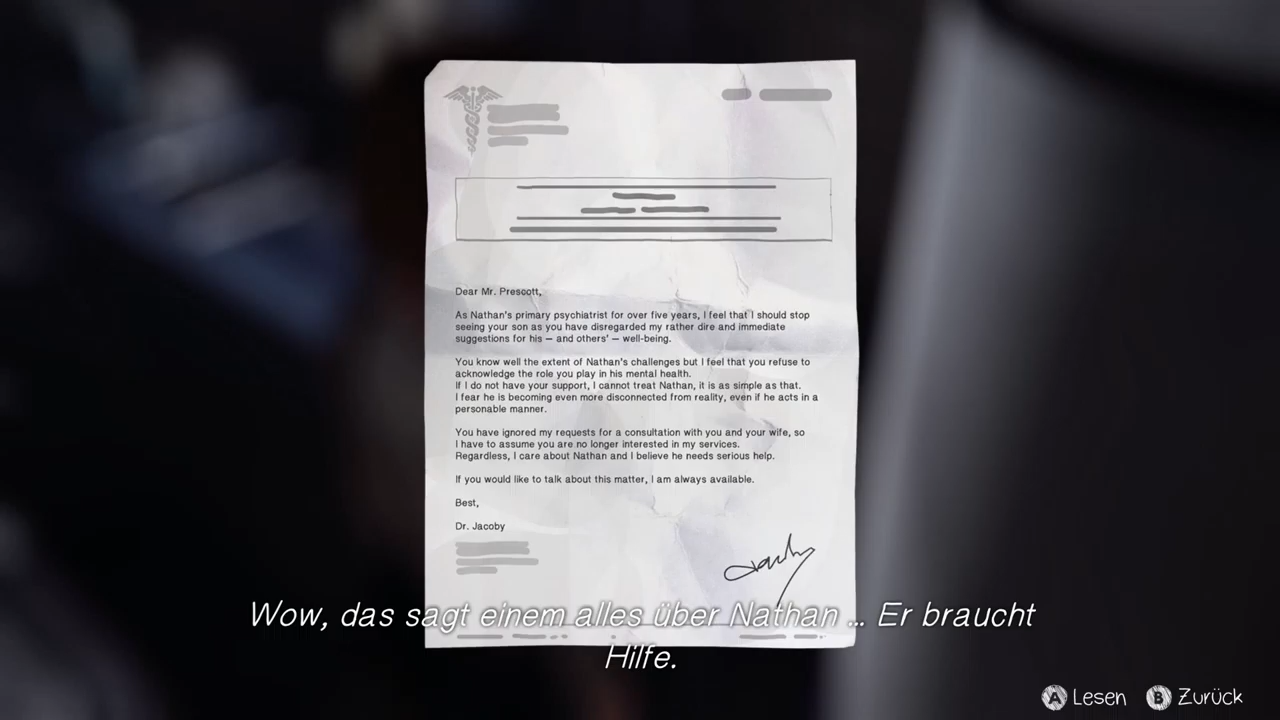 Dear Mr. Prescott,
As Nathan's primary psychiatrist for over five years, I feel that I should stop
seeing your son as you have disregarded my rather dire and immediate
suggestions for his – and others' – well-being.
You know well the extent of Nathan's challenges but I feel that you refuse to
acknowledge the role you play in his mental health.
If I do not have your support, I cannot treat Nathan, it is as simple as that.
I fear he is becoming even more disconnected from reality, even if he acts in a
personable manner.
You have ignored my requests for a consultation with you and your wife, so
I have to assume you are no longer interested in my services.
Regardless, I care about Nathan and I believe he needs serious help.
If you would like to talk about this matter, I am always available.
Best,
Dr. Jacoby
Wow, das sagt einem alles über Nathan ... Er braucht
Hilfe.
A Lesen B Zurück